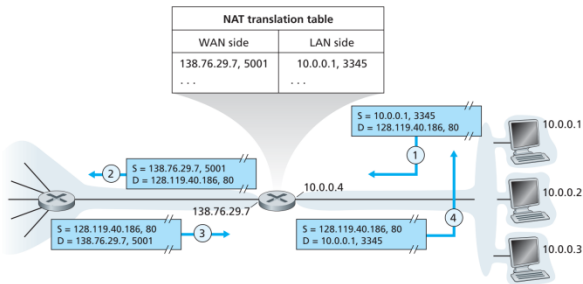 NAT translation table
WAN side LAN side
138.76.29.7, 5001 10.0.0.1, 3345
. . . . . .
S = 10.0.0.1, 3345
D = 128.119.40.186, 80
1
10.0.0.1
S = 138.76.29.7, 5001
D = 128.119.40.186, 80
2
10.0.0.4
10.0.0.2
138.76.29.7
S = 128.119.40.186, 80
D = 138.76.29.7, 5001
3
S = 128.119.40.186, 80
D = 10.0.0.1, 3345
4
10.0.0.3